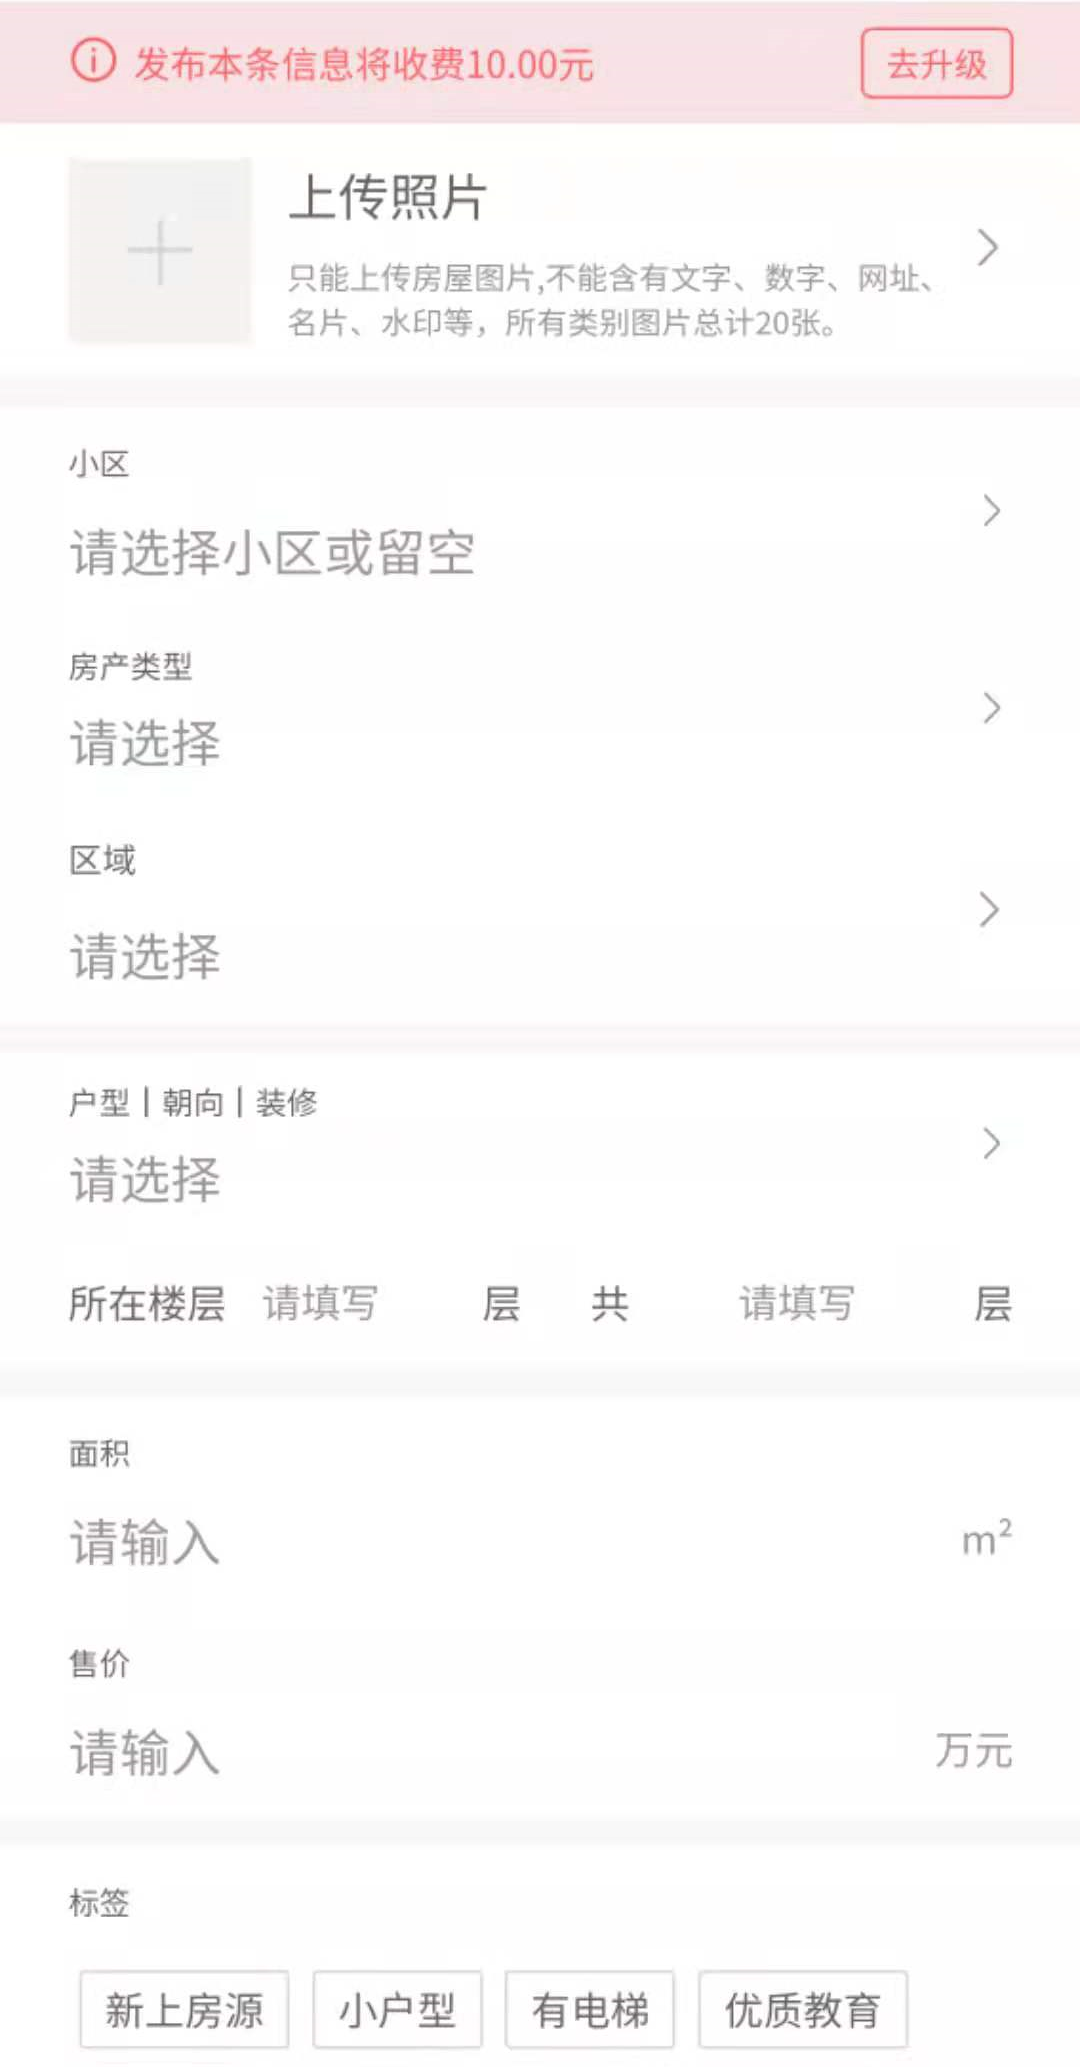 发布本条信息将收费10.00元 去升级
上传照片
只能上传房屋图片,不能含有文字、数字、网址、
名片、水印等，所有类别图片总计20张。
小区
请选择小区或留空
房产类型
请选择
区域
请选择
户型 | 朝向 | 装修
请选择
所在楼层 请填写 层 共 请填写 层
面积
请输入 m²
售价
请输入 万元
标签
新上房源 小户型 有电梯 优质教育